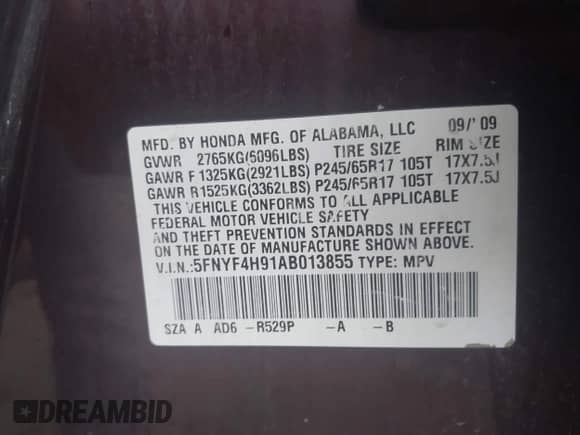 MFD. BY HONDA MFG. OF ALABAMA, LLC 09/'09
GVWR 2765KG(6096LBS) TIRE SIZE RIM SIZE
GAWR F 1325KG(2921LBS) P245/65R17 105T 17X7.5J
GAWR R1525KG(3362LBS) P245/65R17 105T 17X7.5J
THIS VEHICLE CONFORMS TO ALL APPLICABLE
FEDERAL MOTOR VEHICLE SAFETY
AND THEFT PREVENTION STANDARDS IN EFFECT
ON THE DATE OF MANUFACTURE SHOWN ABOVE.
V.I.N.:5FNYF4H91AB013855 TYPE: MPV
SZA A AD6 -R529P -A -B
DREAMBID